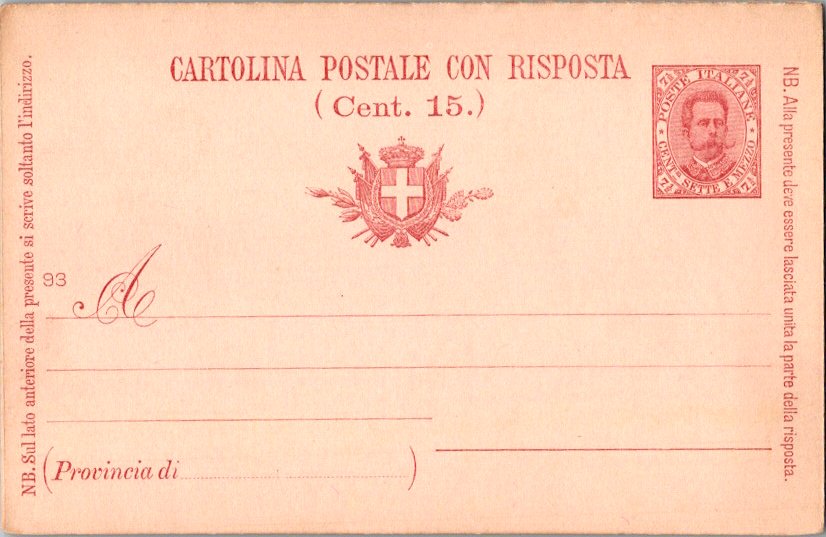 CARTOLINA POSTALE CON RISPOSTA
(Cent. 15.)
7½ POSTE ITALIANE 7½
7½ CENT.MI SETTE E MEZZO 7½
NB. Sul lato anteriore della presente si scrive soltanto l'indirizzo.
93
A
(Provincia di )
NB. Alla presente deve essere lasciata unita la parte della risposta.